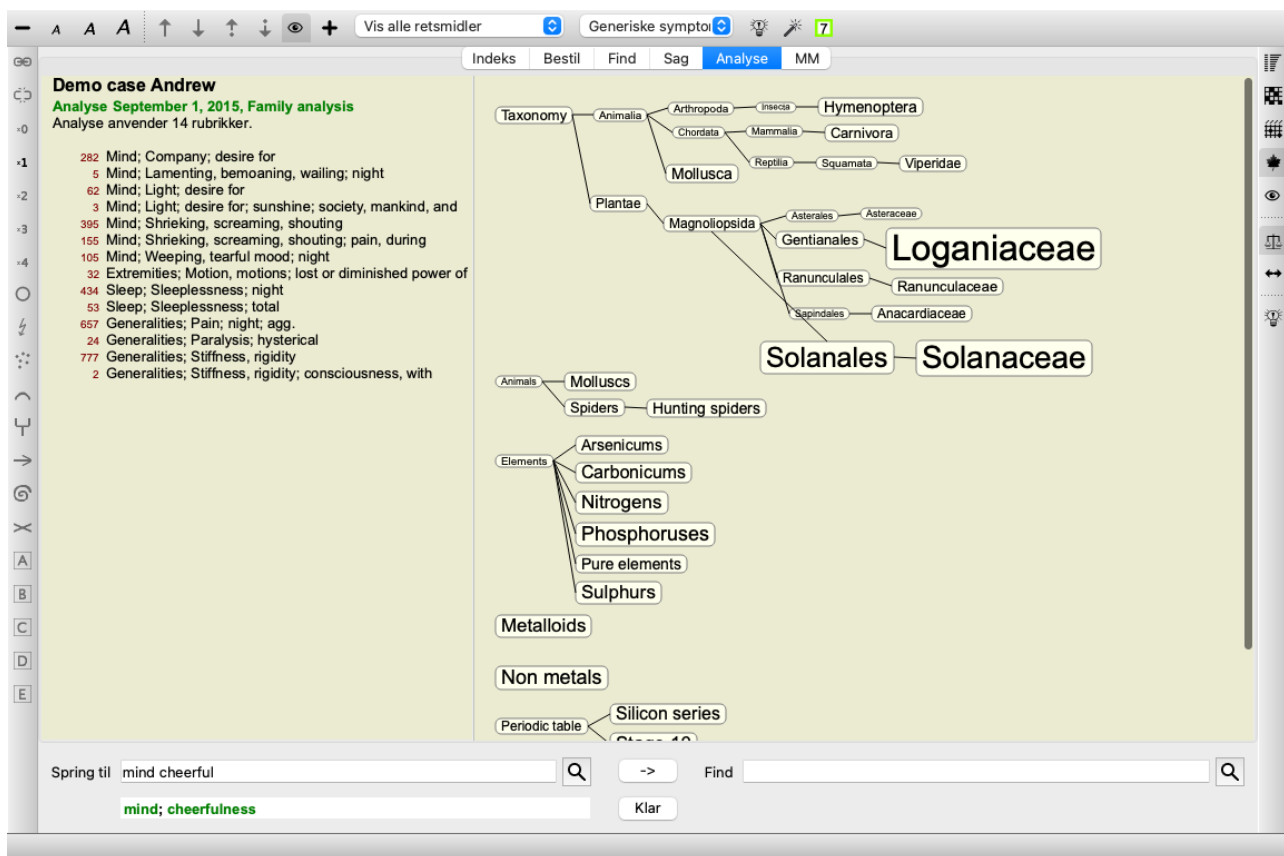 A A A Vis alle retsmidler Generiske symptoi 7
Indeks Bestil Find Sag Analyse MM
×0
×1
×2
×3
×4
A
B
C
D
E
Demo case Andrew
Analyse September 1, 2015, Family analysis
Analyse anvender 14 rubrikker.
282 Mind; Company; desire for
5 Mind; Lamenting, bemoaning, wailing; night
62 Mind; Light; desire for
3 Mind; Light; desire for; sunshine; society, mankind, and
395 Mind; Shrieking, screaming, shouting
155 Mind; Shrieking, screaming, shouting; pain, during
105 Mind; Weeping, tearful mood; night
32 Extremities; Motion, motions; lost or diminished power of
434 Sleep; Sleeplessness; night
53 Sleep; Sleeplessness; total
657 Generalities; Pain; night; agg.
24 Generalities; Paralysis; hysterical
777 Generalities; Stiffness, rigidity
2 Generalities; Stiffness, rigidity; consciousness, with
Taxonomy Animalia Arthropoda Insecta Hymenoptera
Chordata Mammalia Carnivora
Reptilia Squamata Viperidae
Mollusca
Plantae
Magnoliopsida Asterales Asteraceae
Gentianales Loganiaceae
Ranunculales Ranunculaceae
Sapindales Anacardiaceae
Solanales Solanaceae
Animals Molluscs
Spiders Hunting spiders
Elements
Arsenicums
Carbonicums
Nitrogens
Phosphoruses
Pure elements
Sulphurs
Metalloids
Non metals
Periodic table Silicon series
Stage 10
Spring til mind cheerful -> Find
mind; cheerfulness Klar